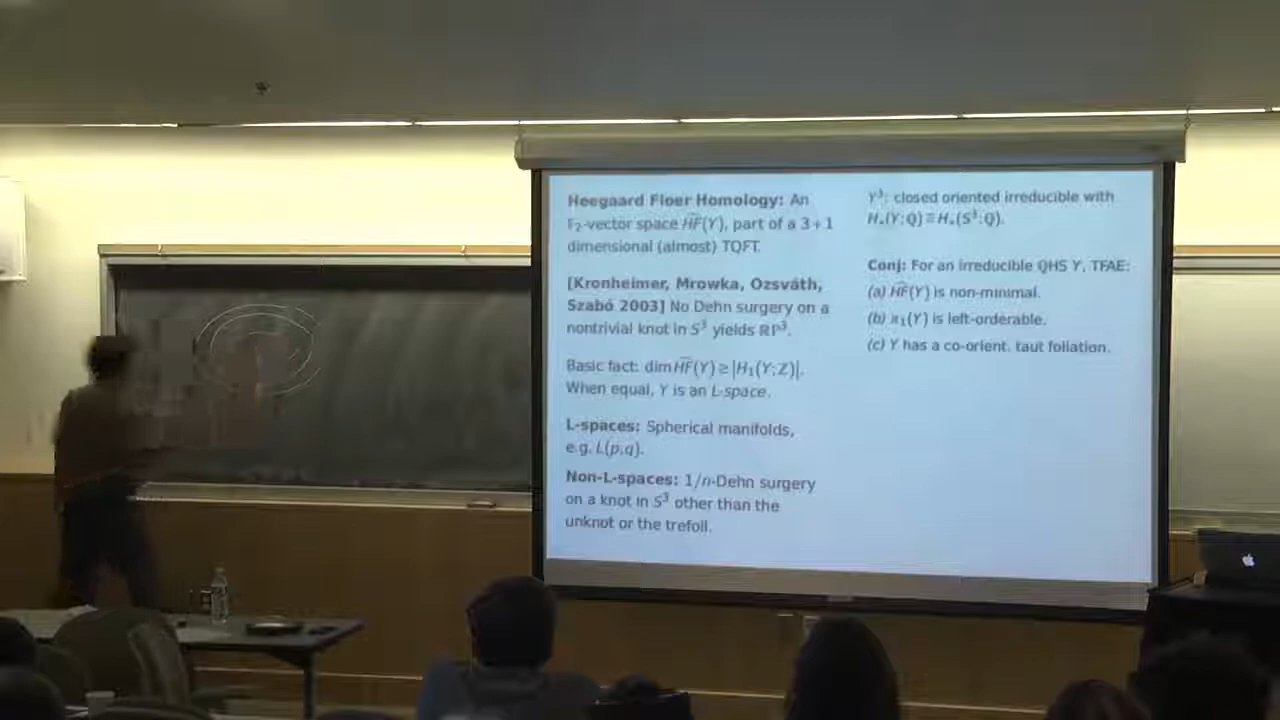 Heegaard Floer Homology: An
F₂-vector space ĤF(Y), part of a 3+1
dimensional (almost) TQFT.
[Kronheimer, Mrowka, Ozsváth,
Szabó 2003] No Dehn surgery on a
nontrivial knot in S³ yields RP³.
Basic fact: dim ĤF(Y) ≥ |H₁(Y; Z)|.
When equal, Y is an L-space.
L-spaces: Spherical manifolds,
e.g. L(p,q).
Non-L-spaces: 1/n-Dehn surgery
on a knot in S³ other than the
unknot or the trefoil.
Y³: closed oriented irreducible with
H*(Y; Q) ≅ H*(S³; Q).
Conj: For an irreducible QHS Y, TFAE:
(a) ĤF(Y) is non-minimal.
(b) π₁(Y) is left-orderable.
(c) Y has a co-orient. taut foliation.